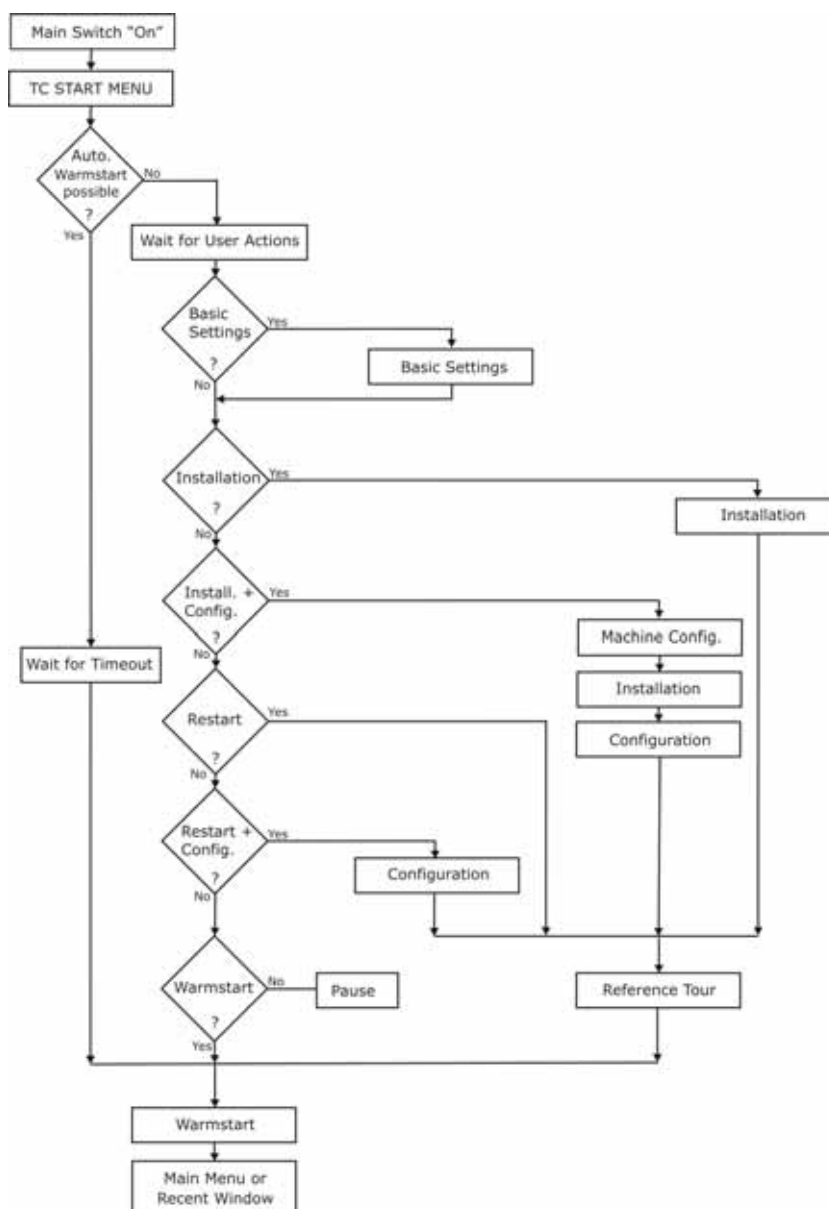 Main Switch “On”
TC START MENU
Auto.
Warmstart
possible
?
No
Yes
Wait for User Actions
Basic
Settings
?
Yes
No
Basic Settings
Installation
?
Yes
No
Installation
Install. +
Config.
?
Yes
No
Machine Config.
Wait for Timeout
Installation
Restart
?
Yes
No
Configuration
Restart +
Config.
?
Yes
No
Configuration
Warmstart
?
No
Yes
Pause
Reference Tour
Warmstart
Main Menu or
Recent Window